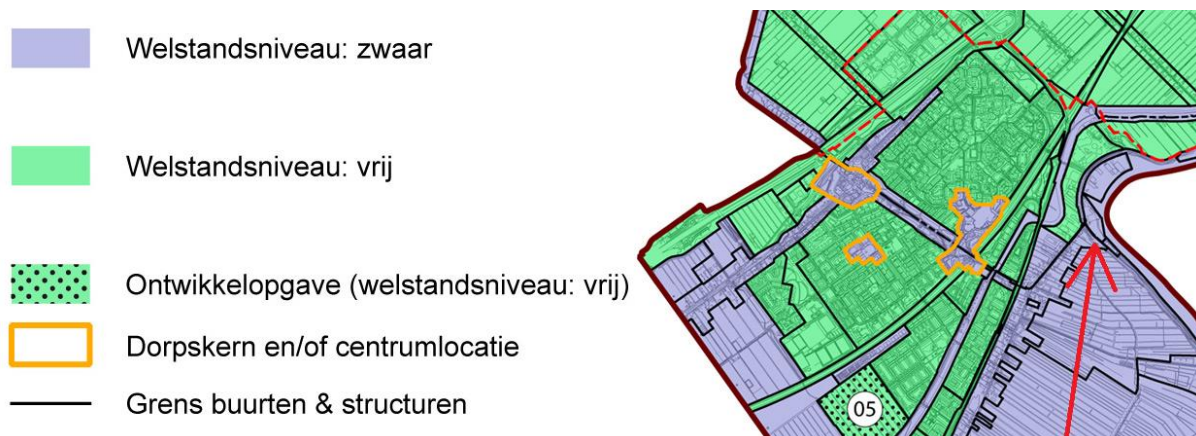 Welstandsniveau: zwaar
Welstandsniveau: vrij
Ontwikkelopgave (welstandsniveau: vrij)
Dorpskern en/of centrumlocatie
Grens buurten & structuren
05